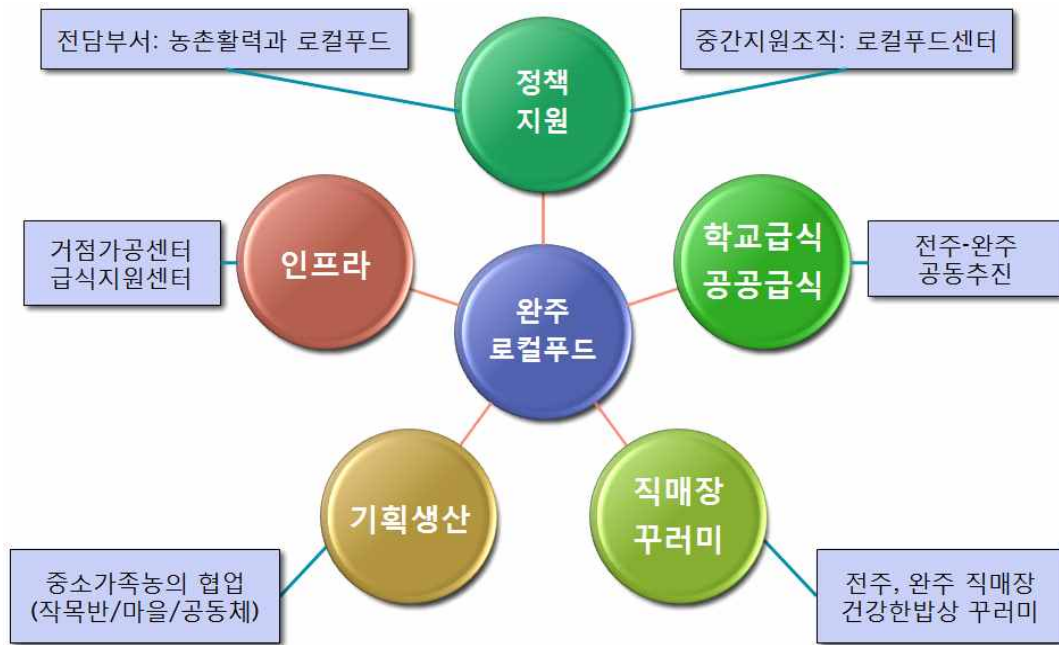 전담부서: 농촌활력과 로컬푸드
중간지원조직: 로컬푸드센터
정책
지원
거점가공센터
급식지원센터
인프라
학교급식
공공급식
전주-완주
공동추진
완주
로컬푸드
기획생산
직매장
꾸러미
중소가족농의 협업
(작목반/마을/공동체)
전주, 완주 직매장
건강한밥상 꾸러미